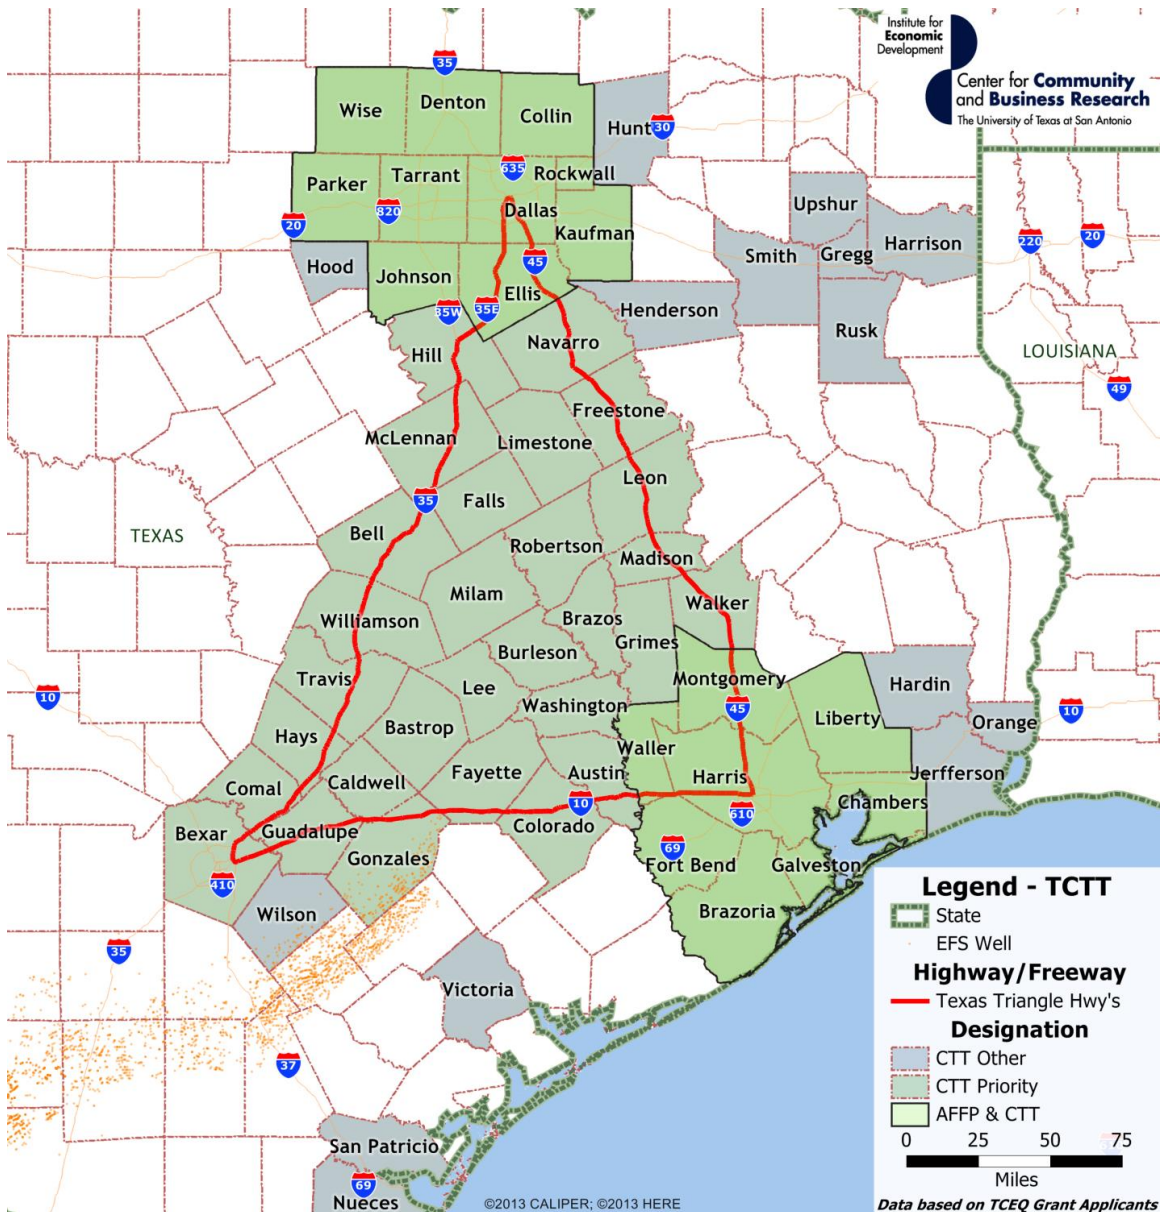 Institute for
Economic
Development
Center for Community
and Business Research
The University of Texas at San Antonio
35
Wise
Denton
Collin
Hunt
30
635
Rockwall
Parker
Tarrant
Upshur
820
Dallas
20
Kaufman
Harrison
220
20
Smith
Gregg
Hood
45
Johnson
Ellis
35W
35E
Henderson
Rusk
Navarro
LOUISIANA
Hill
49
Freestone
McLennan
Limestone
Leon
35
Falls
TEXAS
Bell
Robertson
Madison
Milam
Walker
Williamson
Brazos
Grimes
Burleson
Travis
Montgomery
Lee
Hardin
10
Washington
45
10
Bastrop
Liberty
Orange
Hays
Waller
Fayette
Austin
Harris
Jerfferson
Caldwell
Comal
Chambers
10
610
Colorado
Bexar
Guadalupe
69
Gonzales
Fort Bend
Galveston
410
Wilson
Brazoria
35
Victoria
37
San Patricio
69
Nueces
Legend - TCTT
State
EFS Well
Highway/Freeway
Texas Triangle Hwy's
Designation
CTT Other
CTT Priority
AFFP & CTT
0 25 50 75
Miles
©2013 CALIPER; ©2013 HERE
Data based on TCEQ Grant Applicants